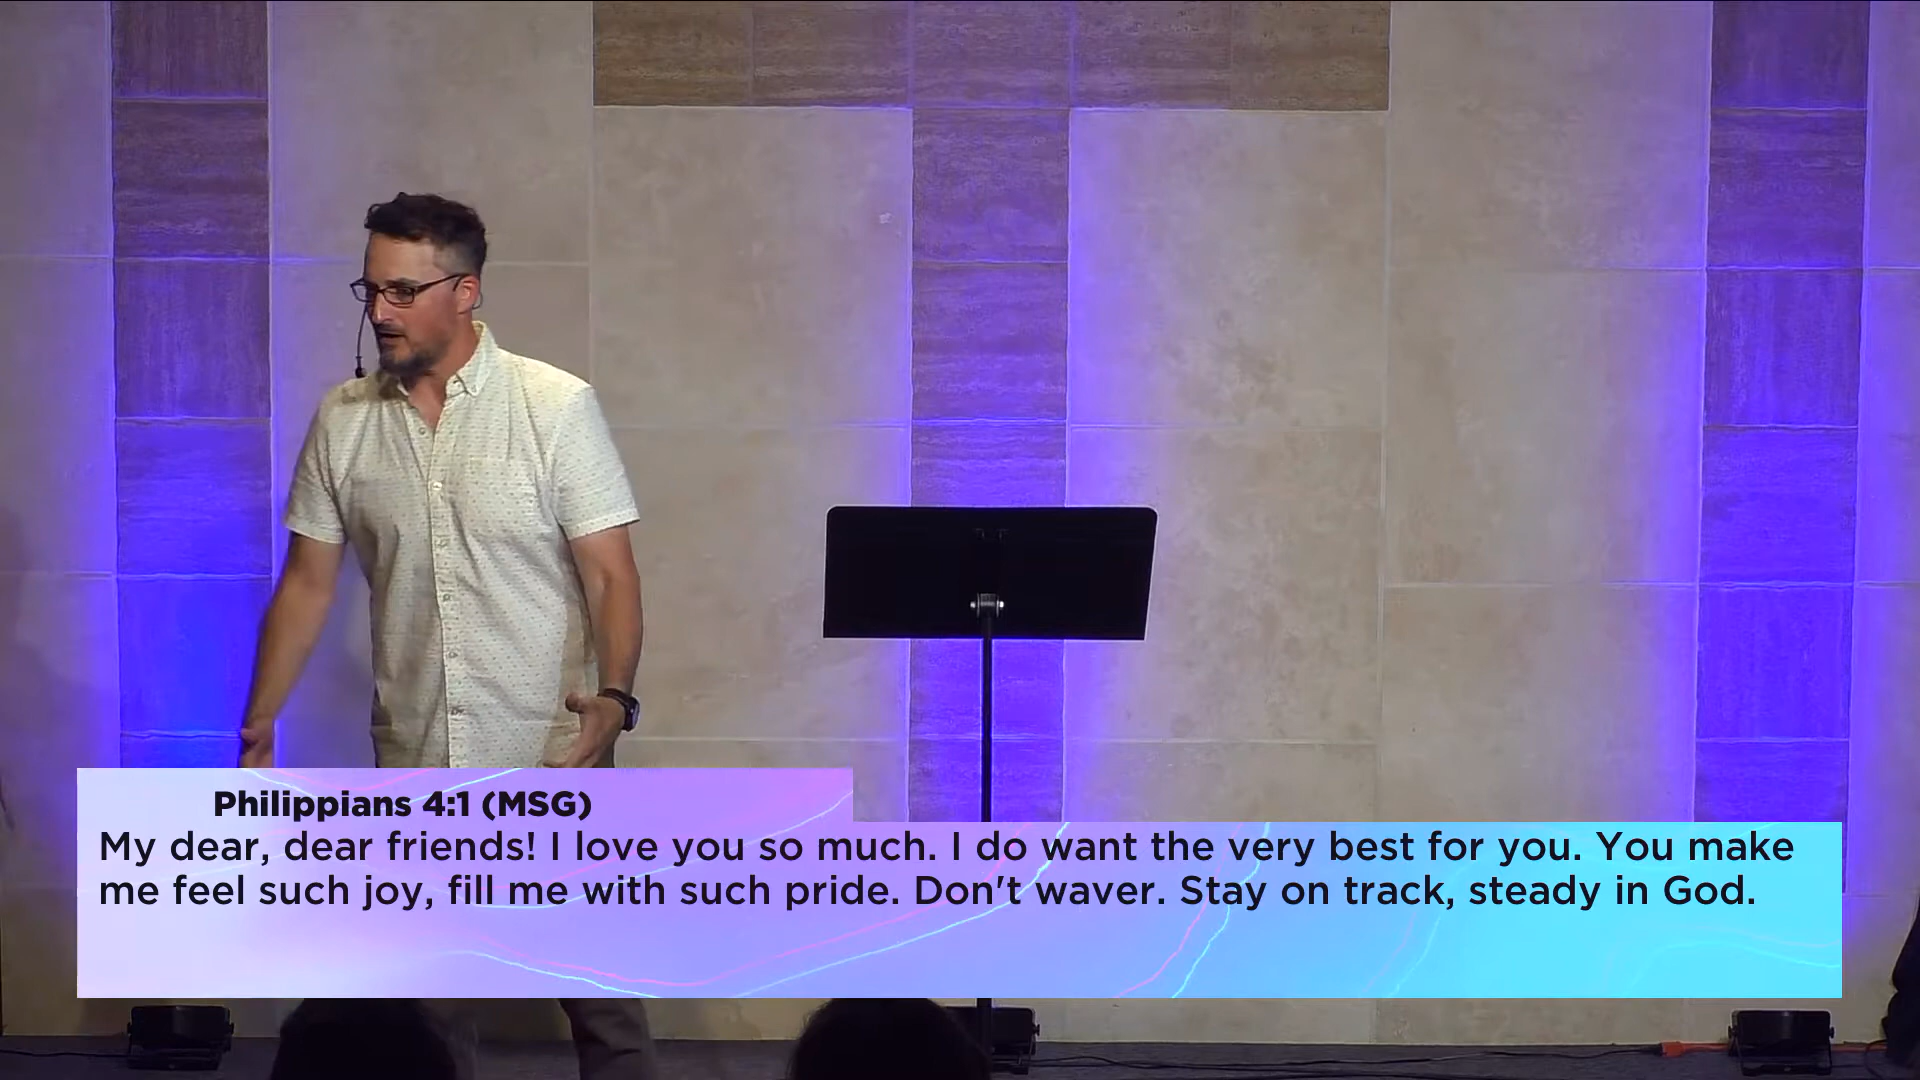 Philippians 4:1 (MSG)
My dear, dear friends! I love you so much. I do want the very best for you. You make
me feel such joy, fill me with such pride. Don't waver. Stay on track, steady in God.